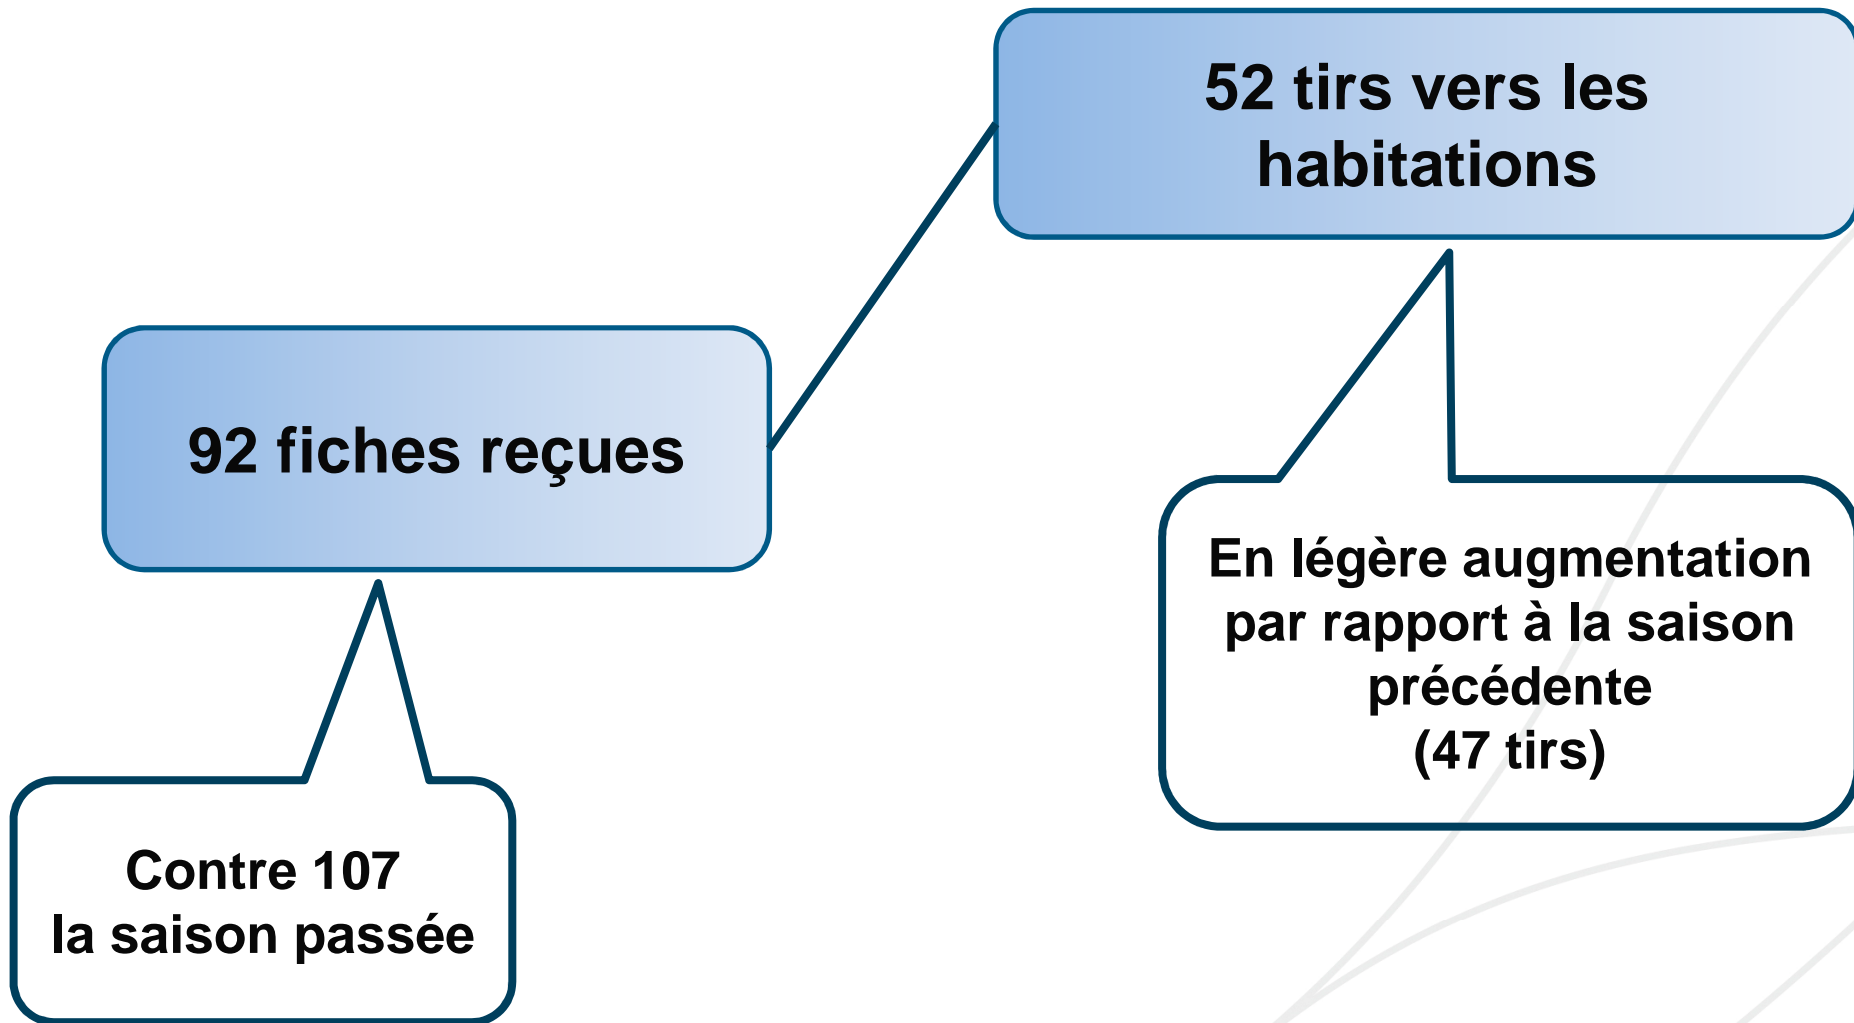 52 tirs vers les
habitations
92 fiches reçues
En légère augmentation
par rapport à la saison
précédente
(47 tirs)
Contre 107
la saison passée